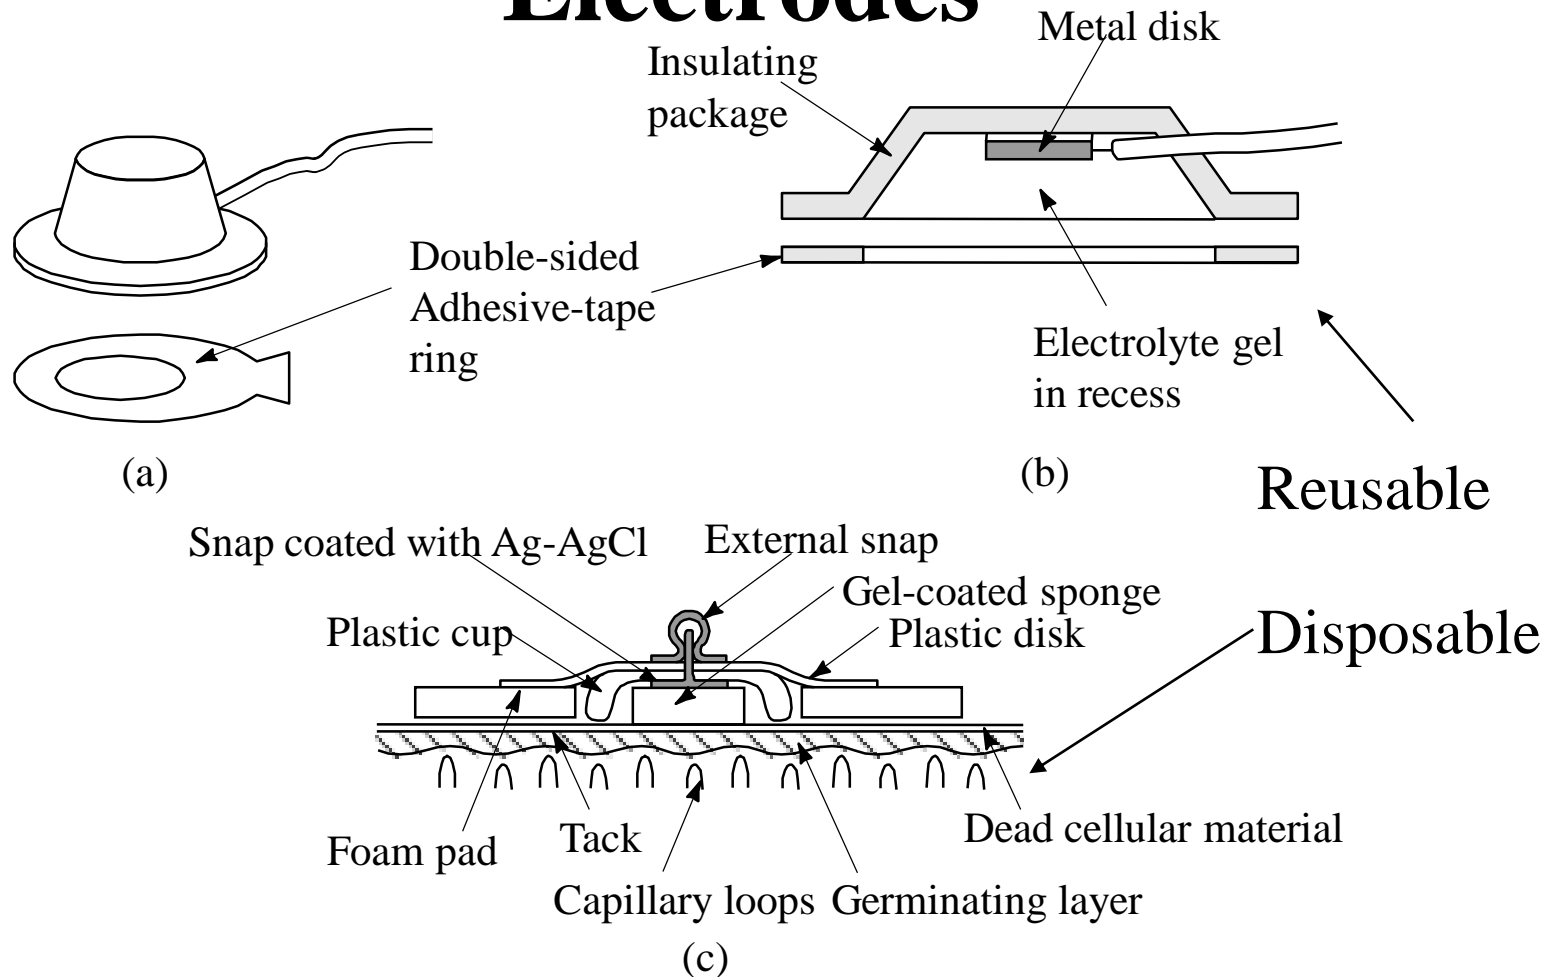 Electrodes
Metal disk
Insulating
package
Double-sided
Adhesive-tape
ring
Electrolyte gel
in recess
(a)
(b)
Reusable
Snap coated with Ag-AgCl
External snap
Gel-coated sponge
Plastic cup
Plastic disk
Disposable
Foam pad
Tack
Dead cellular material
Capillary loops
Germinating layer
(c)